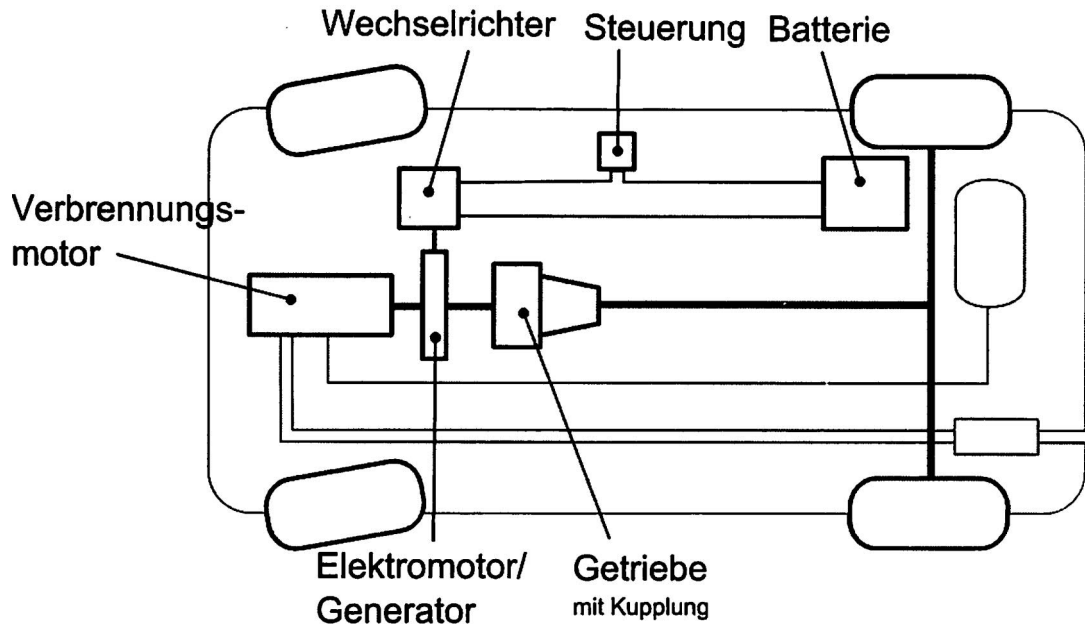 Wechselrichter
Steuerung
Batterie
Verbrennungs-
motor
Elektromotor/
Generator
Getriebe
mit Kupplung